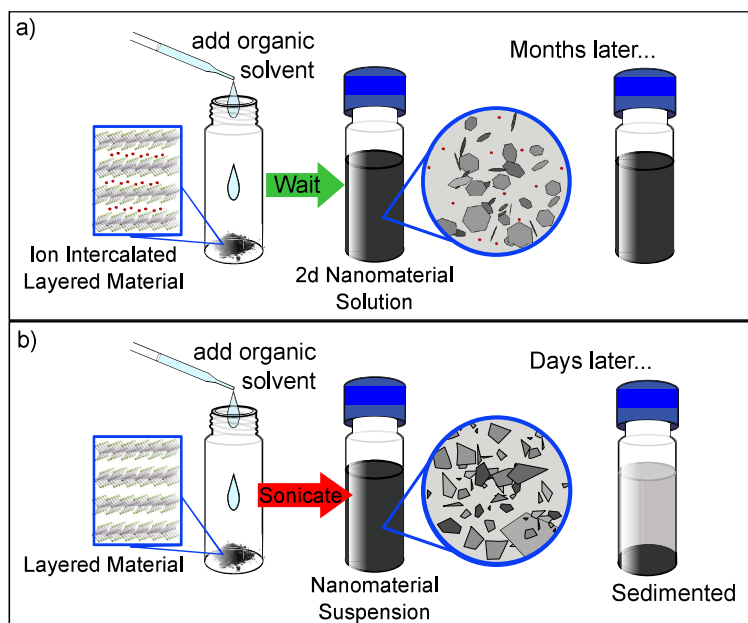 a)
add organic
solvent
Months later...
Wait
Ion Intercalated
Layered Material
2d Nanomaterial
Solution
b)
add organic
solvent
Days later...
Sonicate
Layered Material
Nanomaterial
Suspension
Sedimented